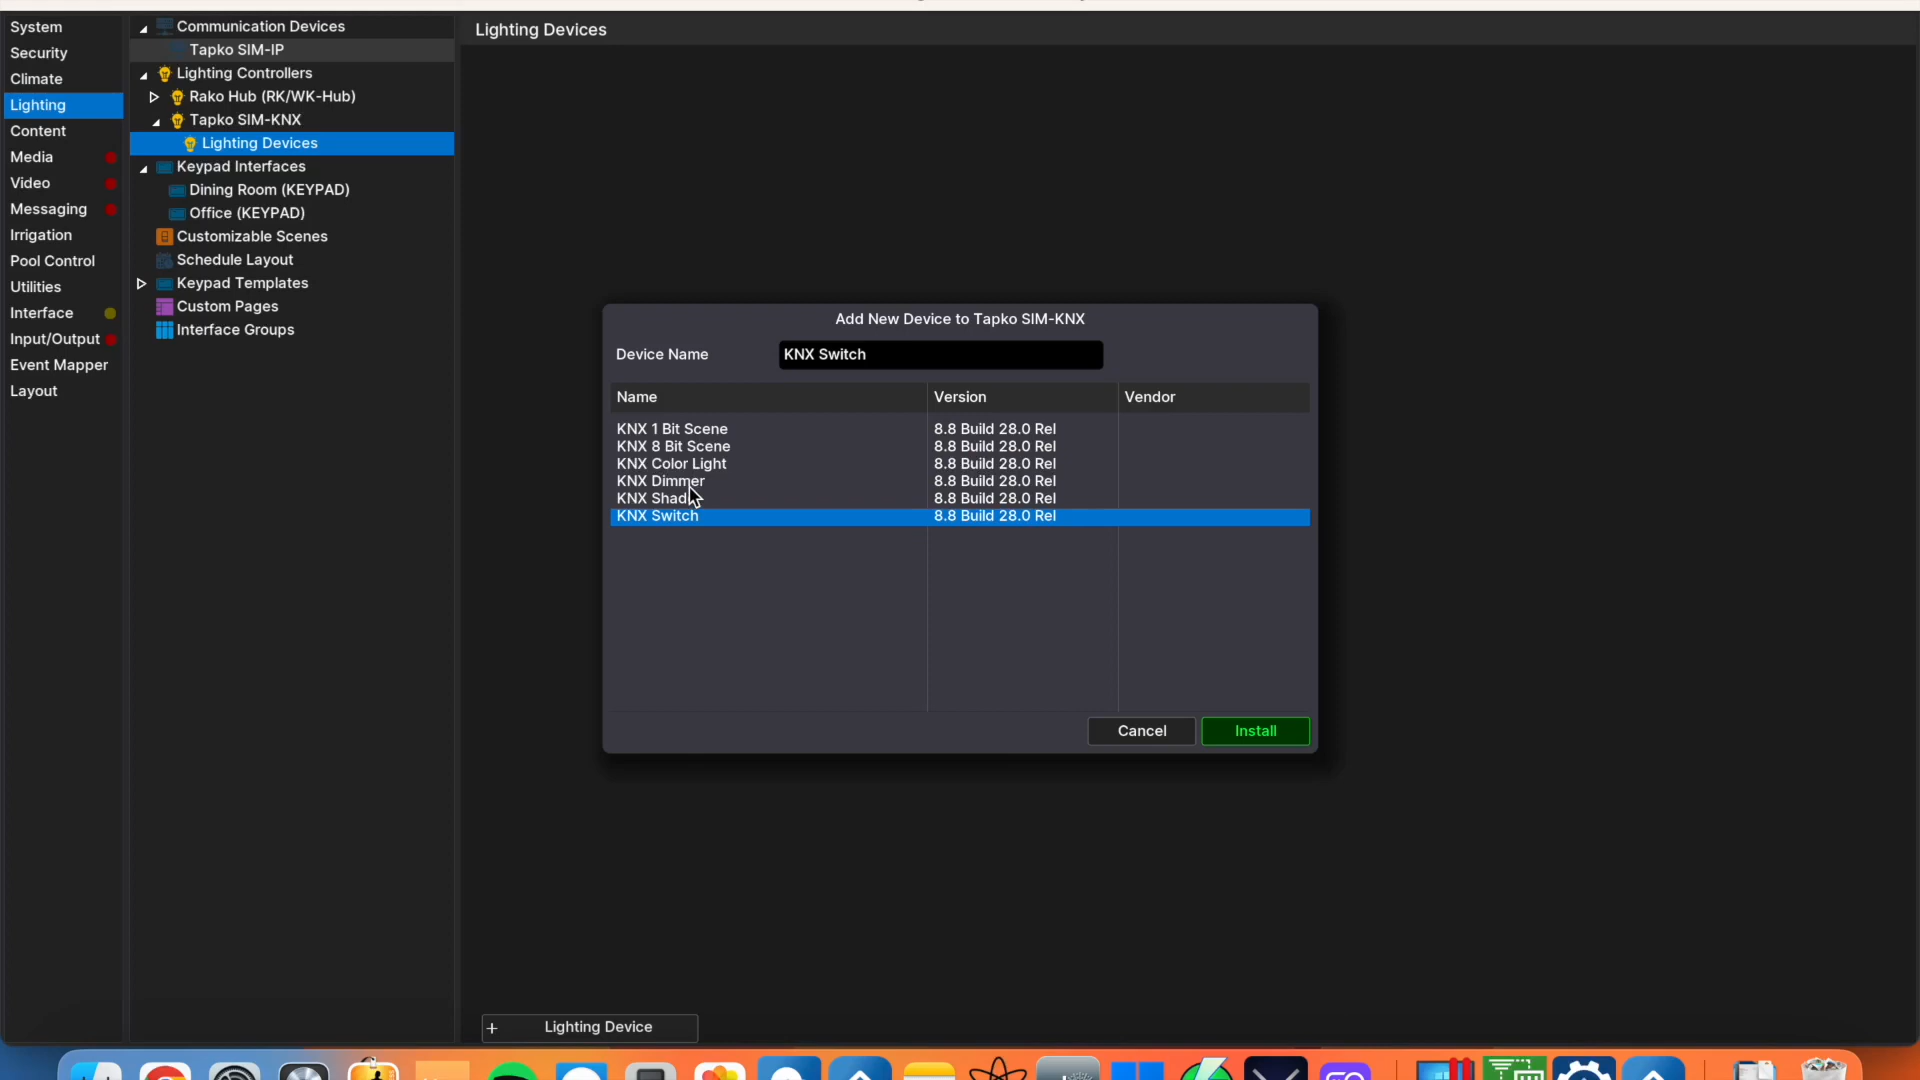 System
Security
Climate
Lighting
Content
Media
Video
Messaging
Irrigation
Pool Control
Utilities
Interface
Input/Output
Event Mapper
Layout
Communication Devices
Tapko SIM-IP
Lighting Controllers
Rako Hub (RK/WK-Hub)
Tapko SIM-KNX
Lighting Devices
Keypad Interfaces
Dining Room (KEYPAD)
Office (KEYPAD)
Customizable Scenes
Schedule Layout
Keypad Templates
Custom Pages
Interface Groups
Lighting Devices
Add New Device to Tapko SIM-KNX
Device Name KNX Switch
Name Version Vendor
KNX 1 Bit Scene 8.8 Build 28.0 Rel
KNX 8 Bit Scene 8.8 Build 28.0 Rel
KNX Color Light 8.8 Build 28.0 Rel
KNX Dimmer 8.8 Build 28.0 Rel
KNX 8.8 Build 28.0 Rel
KNX Switch 8.8 Build 28.0 Rel
Cancel Install
+ Lighting Device